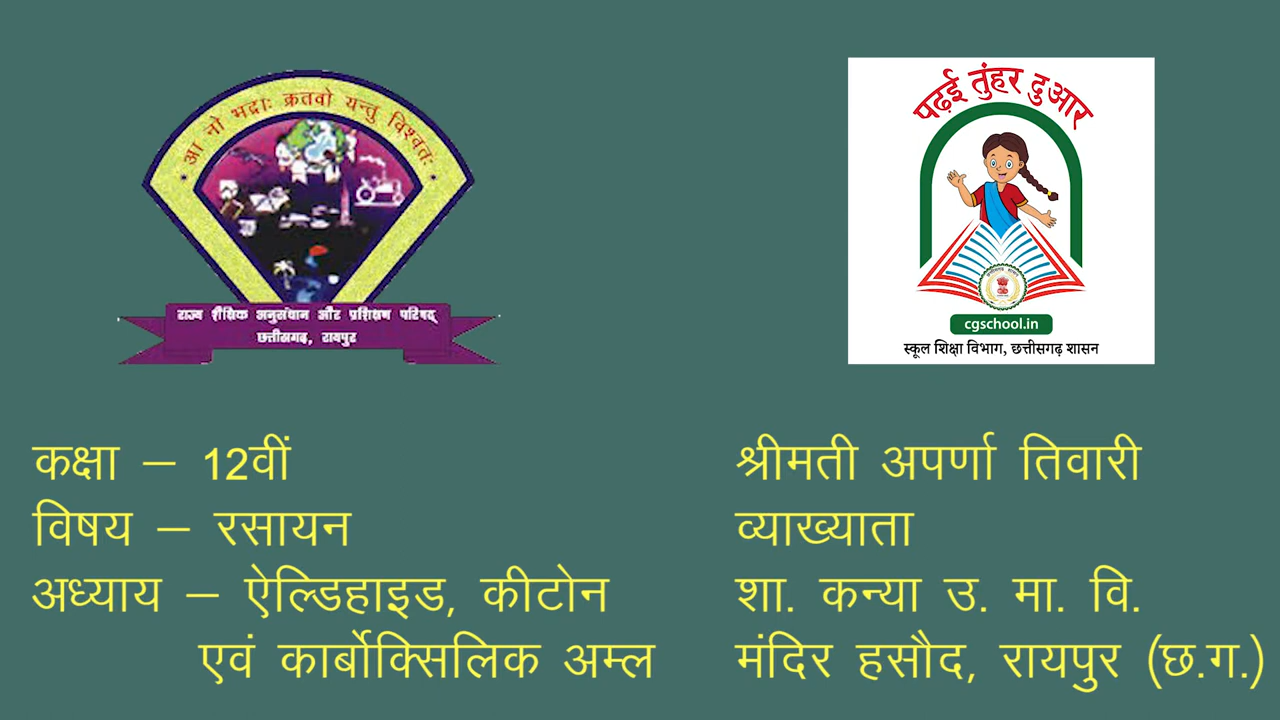 आ नो भद्राः क्रतवो यन्तु विश्वतः
राज्य शैक्षिक अनुसंधान और प्रशिक्षण परिषद्
छत्तीसगढ़, रायपुर
पढ़ई तुंहर दुआर
cgschool.in
स्कूल शिक्षा विभाग, छत्तीसगढ़ शासन
कक्षा – 12वीं
विषय – रसायन
अध्याय – ऐल्डिहाइड, कीटोन
एवं कार्बोक्सिलिक अम्ल
श्रीमती अपर्णा तिवारी
व्याख्याता
शा. कन्या उ. मा. वि.
मंदिर हसौद, रायपुर (छ.ग.)